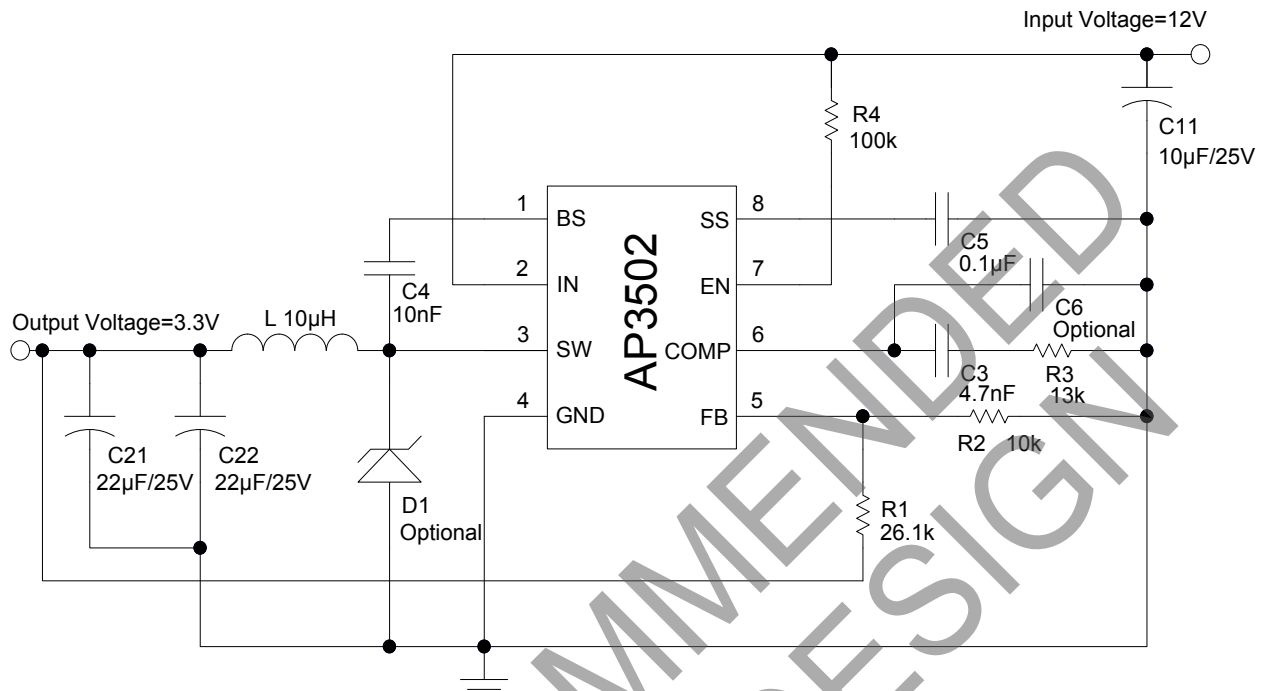 Input Voltage=12V
R4
100k
C11
10µF/25V
1
BS
SS
8
C5
0.1µF
2
IN
AP3502
EN
7
C4
10nF
C6
Optional
Output Voltage=3.3V
L 10µH
3
SW
COMP
6
C3
4.7nF
R3
13k
4
GND
FB
5
R2 10k
C21
22µF/25V
C22
22µF/25V
D1
Optional
R1
26.1k
MMENDED
DESIGN